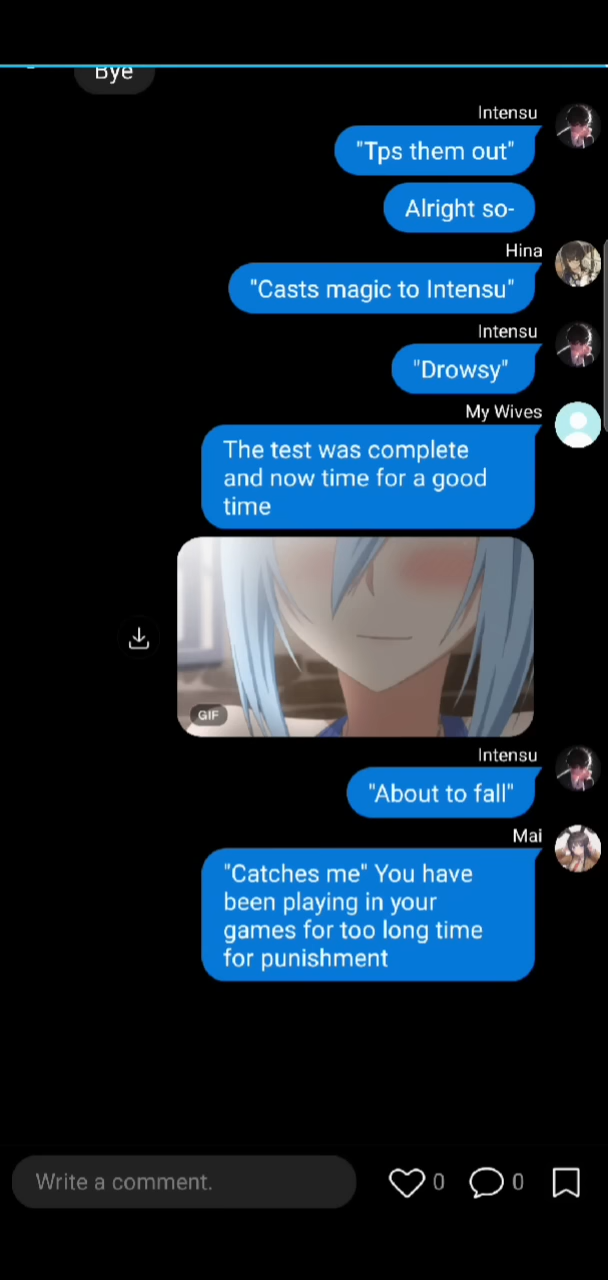 Bye
Intensu
"Tps them out"
Alright so-
Hina
"Casts magic to Intensu"
Intensu
"Drowsy"
My Wives
The test was complete
and now time for a good
time
GIF
Intensu
"About to fall"
Mai
"Catches me" You have
been playing in your
games for too long time
for punishment
Write a comment.
0
0